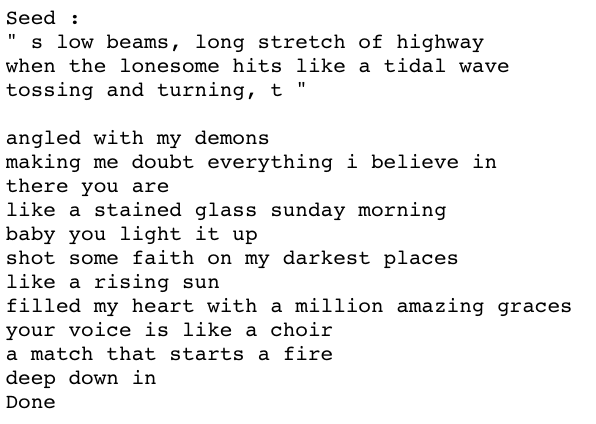 Seed :
" s low beams, long stretch of highway
when the lonesome hits like a tidal wave
tossing and turning, t "
angled with my demons
making me doubt everything i believe in
there you are
like a stained glass sunday morning
baby you light it up
shot some faith on my darkest places
like a rising sun
filled my heart with a million amazing graces
your voice is like a choir
a match that starts a fire
deep down in
Done